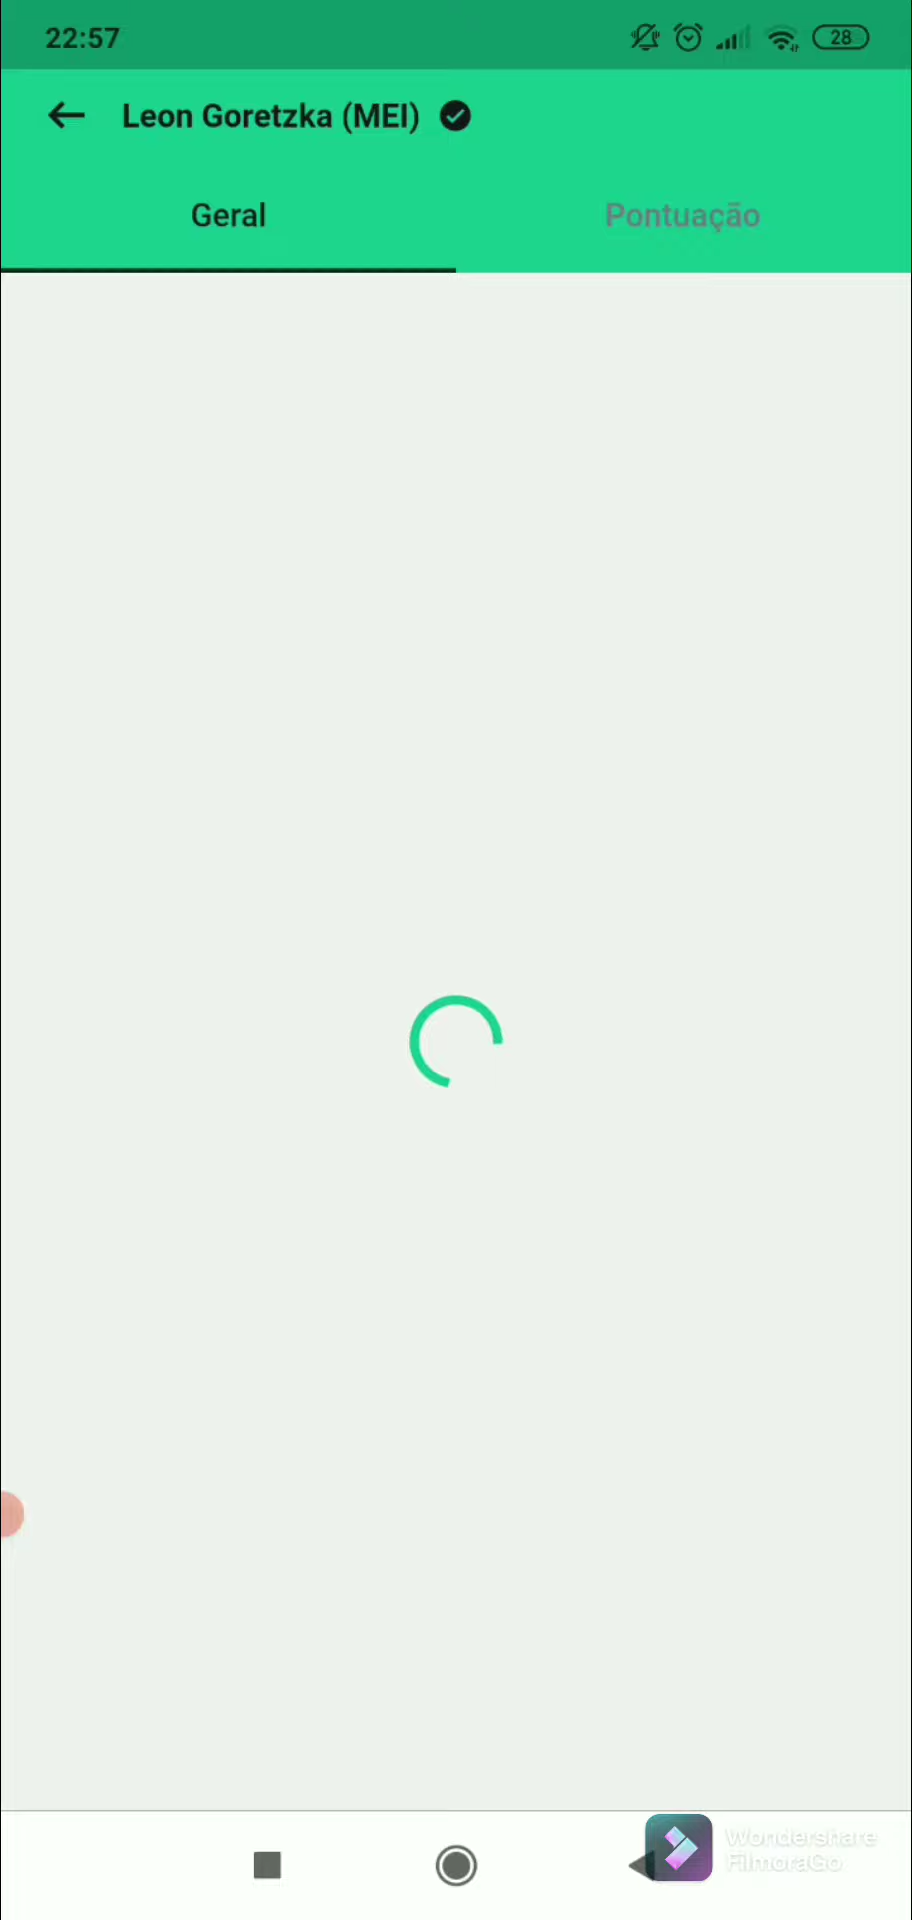 22:57
28
Leon Goretzka (MEI)
Geral
Pontuação
Wondershare
FilmoraGo